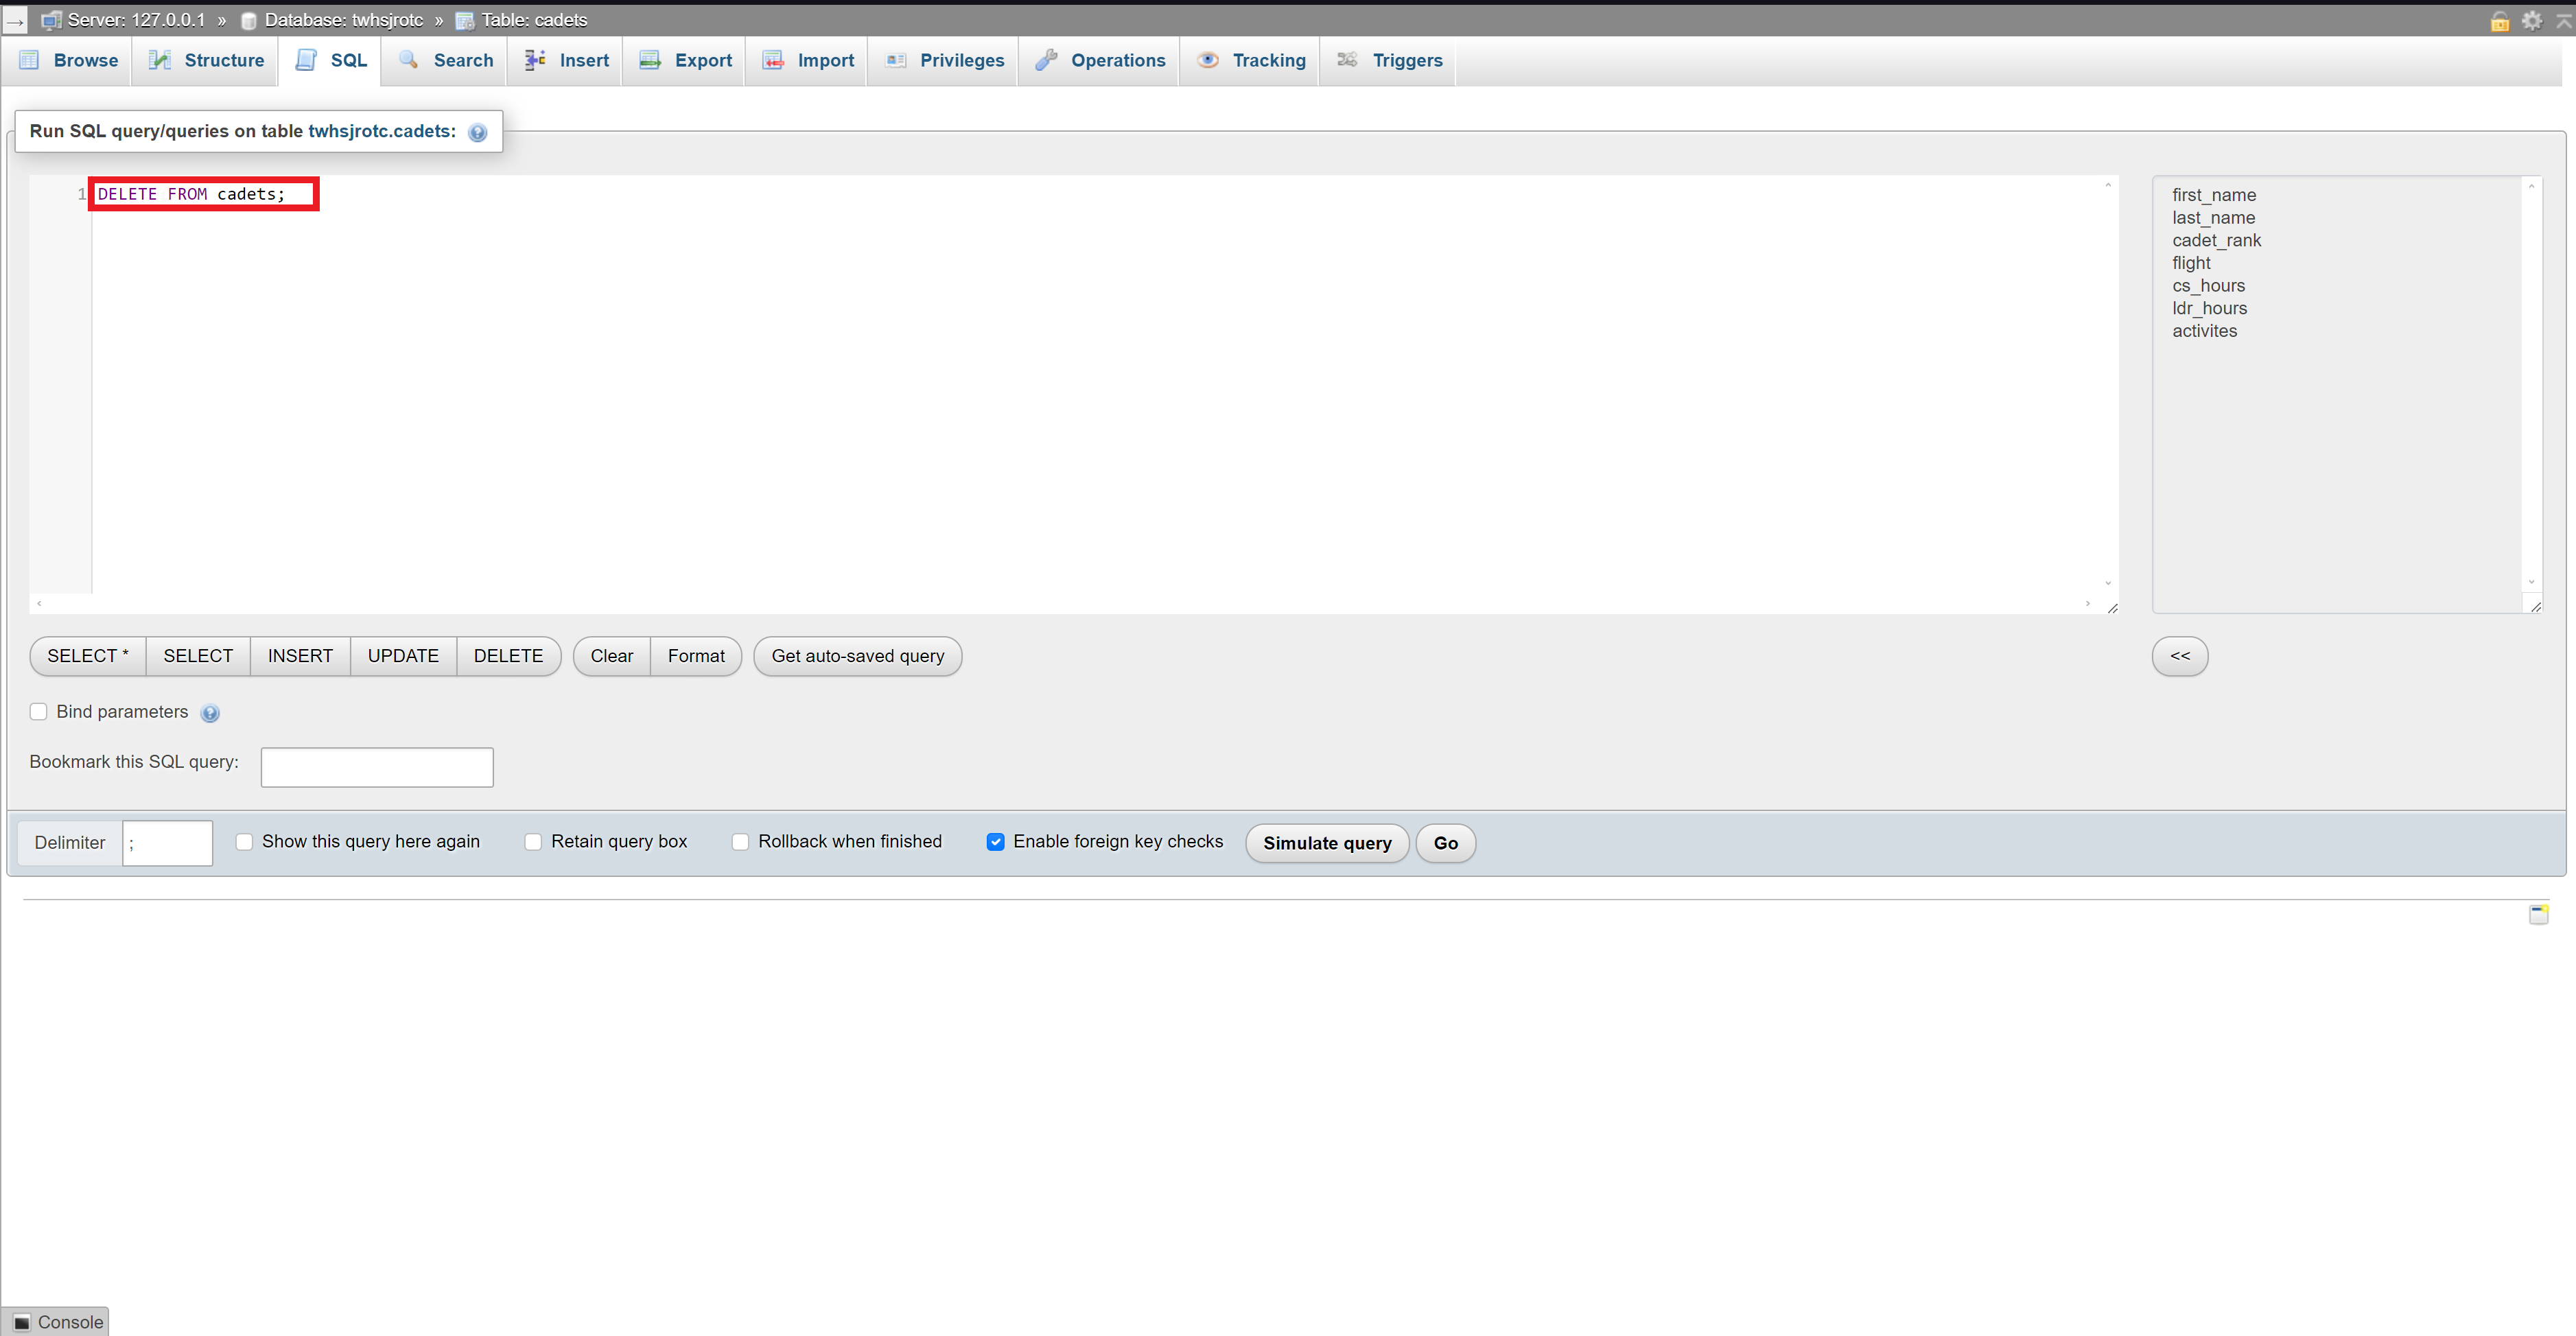 Server: 127.0.0.1 » Database: twhsjrotc » Table: cadets
Browse Structure SQL Search Insert Export Import Privileges Operations Tracking Triggers
Run SQL query/queries on table twhsjrotc.cadets:
1 DELETE FROM cadets;
first_name
last_name
cadet_rank
flight
cs_hours
ldr_hours
activites
SELECT * SELECT INSERT UPDATE DELETE Clear Format Get auto-saved query <<
Bind parameters
Bookmark this SQL query:
Delimiter ; Show this query here again Retain query box Rollback when finished Enable foreign key checks Simulate query Go
Console